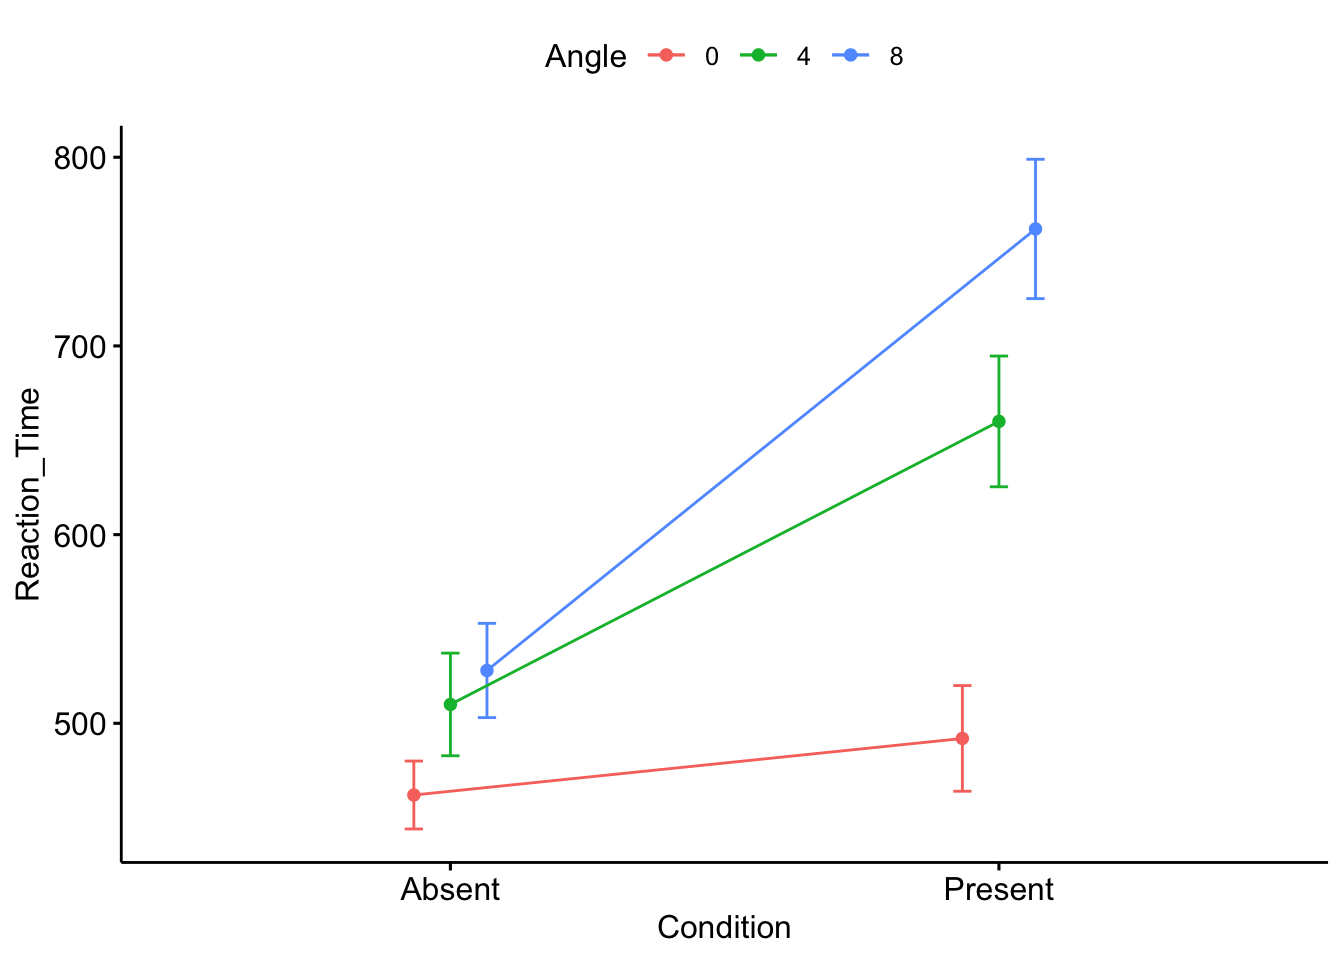 Angle 0 4 8
800
700
600
500
Reaction_Time
Absent Present
Condition